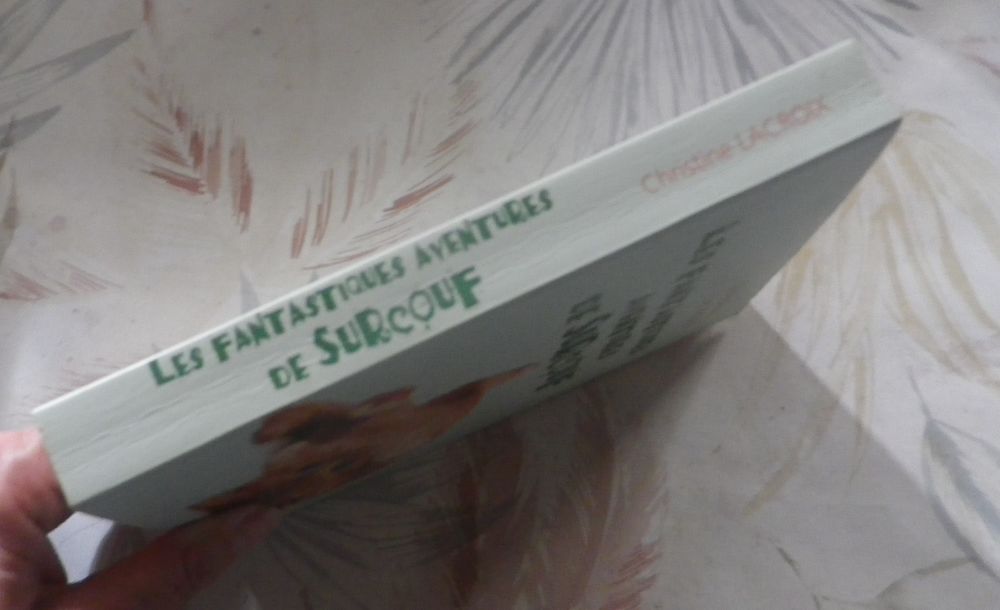 LES FANTASTIQUES AVENTURES
DE SURCOUF
Christine LACROIX